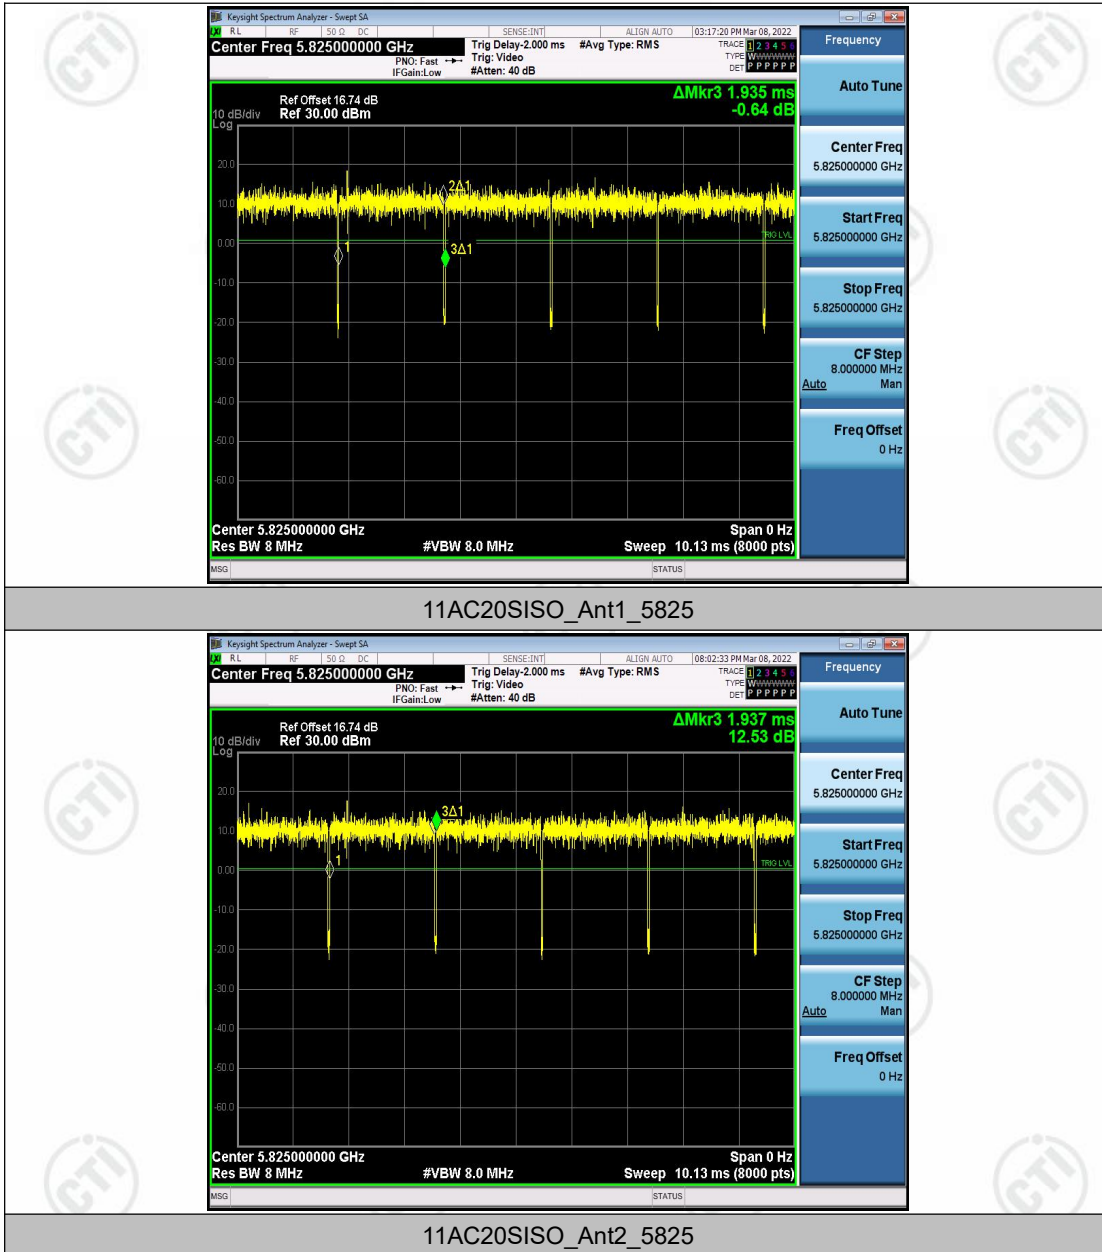 Keysight Spectrum Analyzer - Swept SA
LXI RL RF 50 Ω DC SENSE:INT ALIGN AUTO 03:17:20 PM Mar 08, 2022
Center Freq 5.825000000 GHz Trig Delay-2.000 ms #Avg Type: RMS TRACE 1 2 3 4 5 6
PNO: Fast Trig: Video TYPE WWWWWW
IFGain:Low #Atten: 40 dB DET P P P P P P
Frequency
Auto Tune
Center Freq
5.825000000 GHz
Start Freq
5.825000000 GHz
Stop Freq
5.825000000 GHz
CF Step
8.000000 MHz
Auto Man
Freq Offset
0 Hz
ΔMkr3 1.935 ms
-0.64 dB
Ref Offset 16.74 dB
10 dB/div Ref 30.00 dBm
Log
20.0
10.0
0.00
-10.0
-20.0
-30.0
-40.0
-50.0
-60.0
2Δ1
1
3Δ1
TRIG LVL
Center 5.825000000 GHz Span 0 Hz
Res BW 8 MHz #VBW 8.0 MHz Sweep 10.13 ms (8000 pts)
MSG STATUS
11AC20SISO_Ant1_5825
Keysight Spectrum Analyzer - Swept SA
LXI RL RF 50 Ω DC SENSE:INT ALIGN AUTO 08:02:33 PM Mar 08, 2022
Center Freq 5.825000000 GHz Trig Delay-2.000 ms #Avg Type: RMS TRACE 1 2 3 4 5 6
PNO: Fast Trig: Video TYPE WWWWWW
IFGain:Low #Atten: 40 dB DET P P P P P P
Frequency
Auto Tune
Center Freq
5.825000000 GHz
Start Freq
5.825000000 GHz
Stop Freq
5.825000000 GHz
CF Step
8.000000 MHz
Auto Man
Freq Offset
0 Hz
ΔMkr3 1.937 ms
12.53 dB
Ref Offset 16.74 dB
10 dB/div Ref 30.00 dBm
Log
20.0
10.0
0.00
-10.0
-20.0
-30.0
-40.0
-50.0
-60.0
3Δ1
1
TRIG LVL
Center 5.825000000 GHz Span 0 Hz
Res BW 8 MHz #VBW 8.0 MHz Sweep 10.13 ms (8000 pts)
MSG STATUS
11AC20SISO_Ant2_5825
CTI
CTI
CTI
CTI
CTI
CTI
CTI
CTI